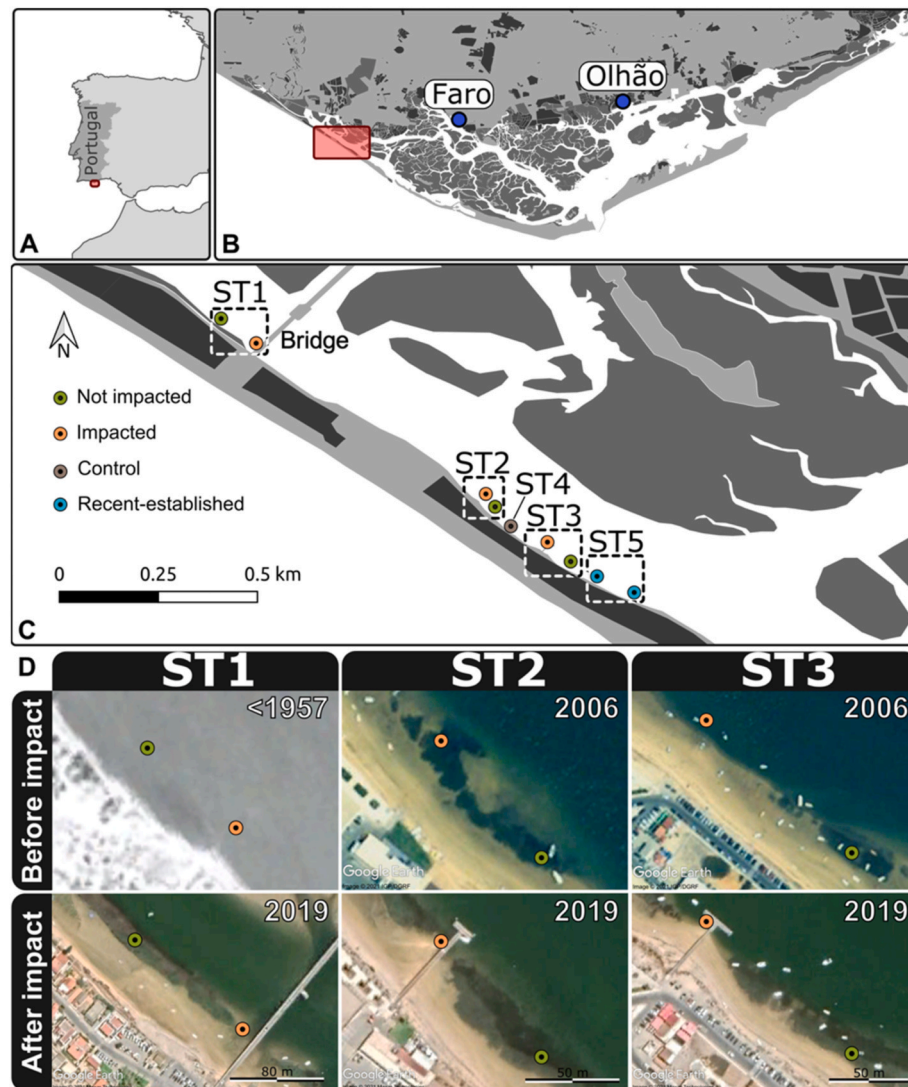 Portugal
A
Faro
Olhão
B
ST1
Bridge
N
Not impacted
Impacted
Control
Recent-established
ST2
ST4
ST3
ST5
0 0.25 0.5 km
C
D
ST1 ST2 ST3
Before impact
<1957 2006 2006
Google Earth
Google Earth
After impact
2019 2019 2019
Google Earth
Google Earth
Google Earth
80 m 50 m 50 m